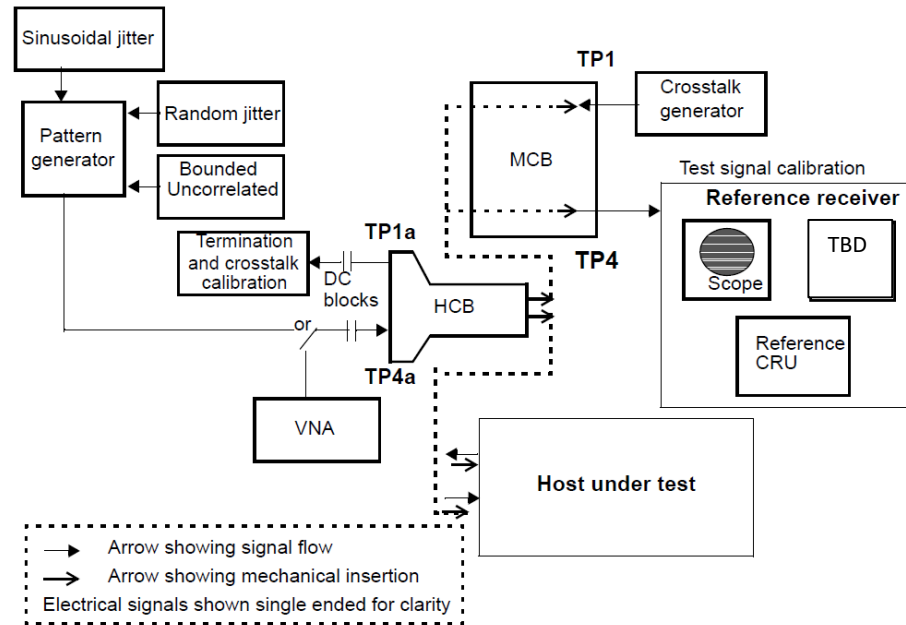 Sinusoidal jitter
Pattern
generator
Random jitter
Bounded
Uncorrelated
TP1
MCB
Crosstalk
generator
Test signal calibration
Reference receiver
Scope
TBD
Reference
CRU
TP4
TP1a
Termination
and crosstalk
calibration
DC
blocks
HCB
or
TP4a
VNA
Host under test
Arrow showing signal flow
Arrow showing mechanical insertion
Electrical signals shown single ended for clarity